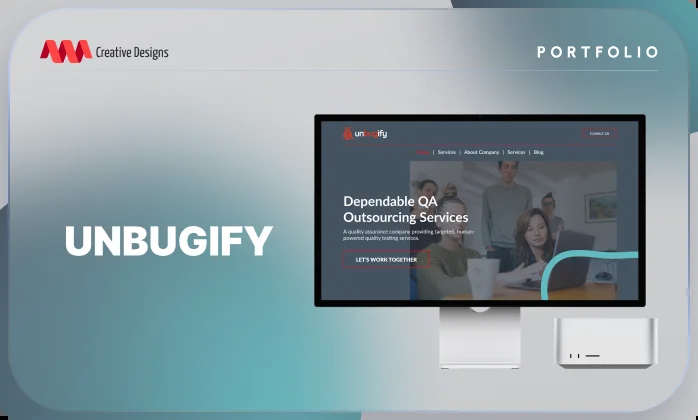 Creative Designs
PORTFOLIO
UNBUGIFY
unbugify
Contact Us
Home | Services | About Company | Services | Blog
Dependable QA
Outsourcing Services
A quality assurance company providing targeted, human-
powered quality testing services.
LET'S WORK TOGETHER